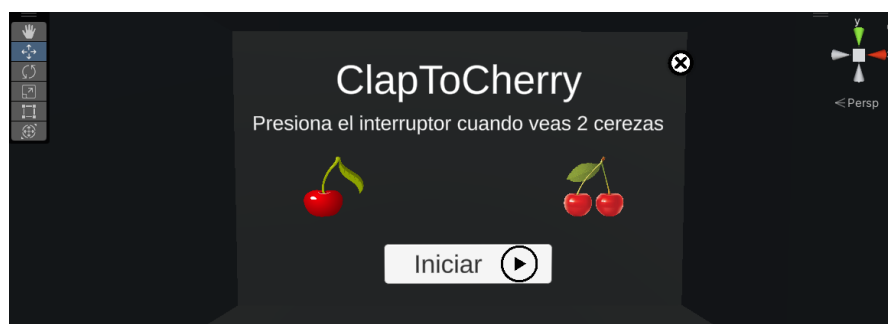 ClapToCherry
Presiona el interruptor cuando veas 2 cerezas
Iniciar
y
Persp